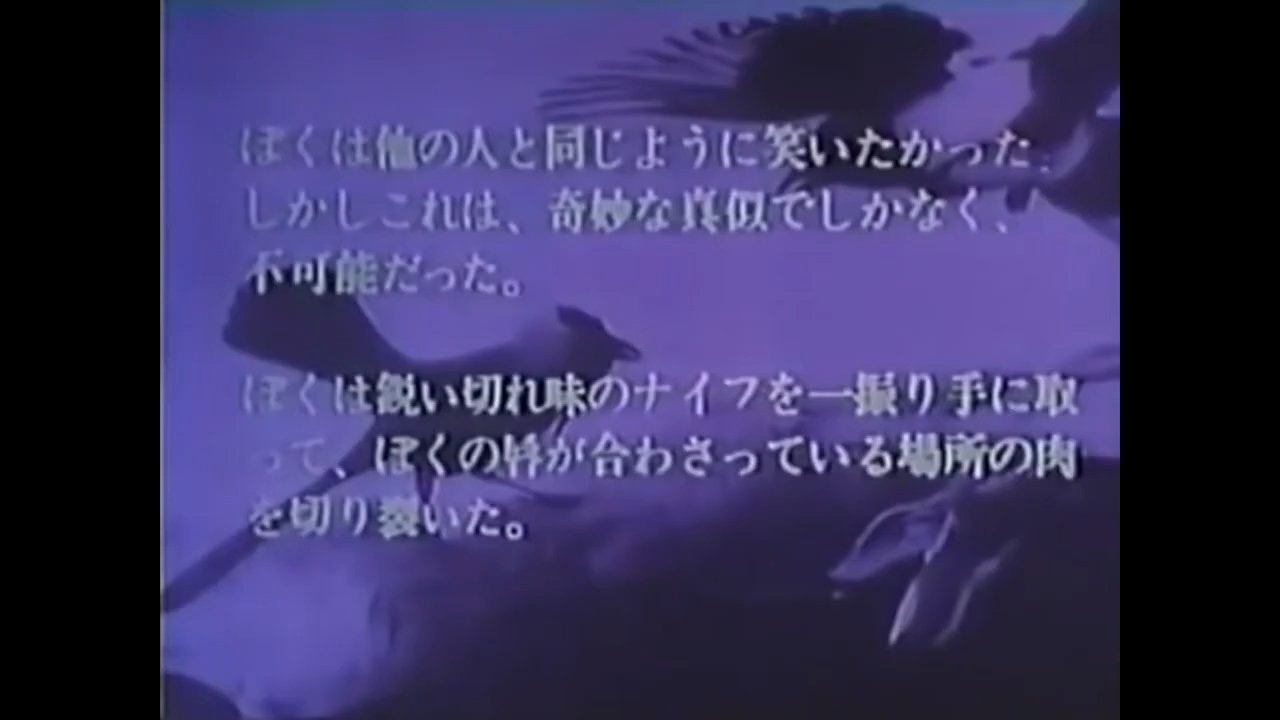 ぼくは他の人と同じように笑いたかった。
しかしこれは、奇妙な真似でしかなく、
不可能だった。
ぼくは鋭い切れ味のナイフを一振り手に取
って、ぼくの唇が合わさっている場所の肉
を切り裂いた。